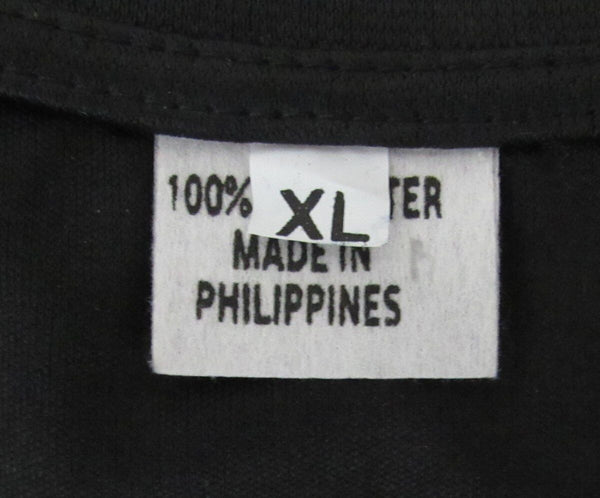 100% TER
XL
MADE IN
PHILIPPINES